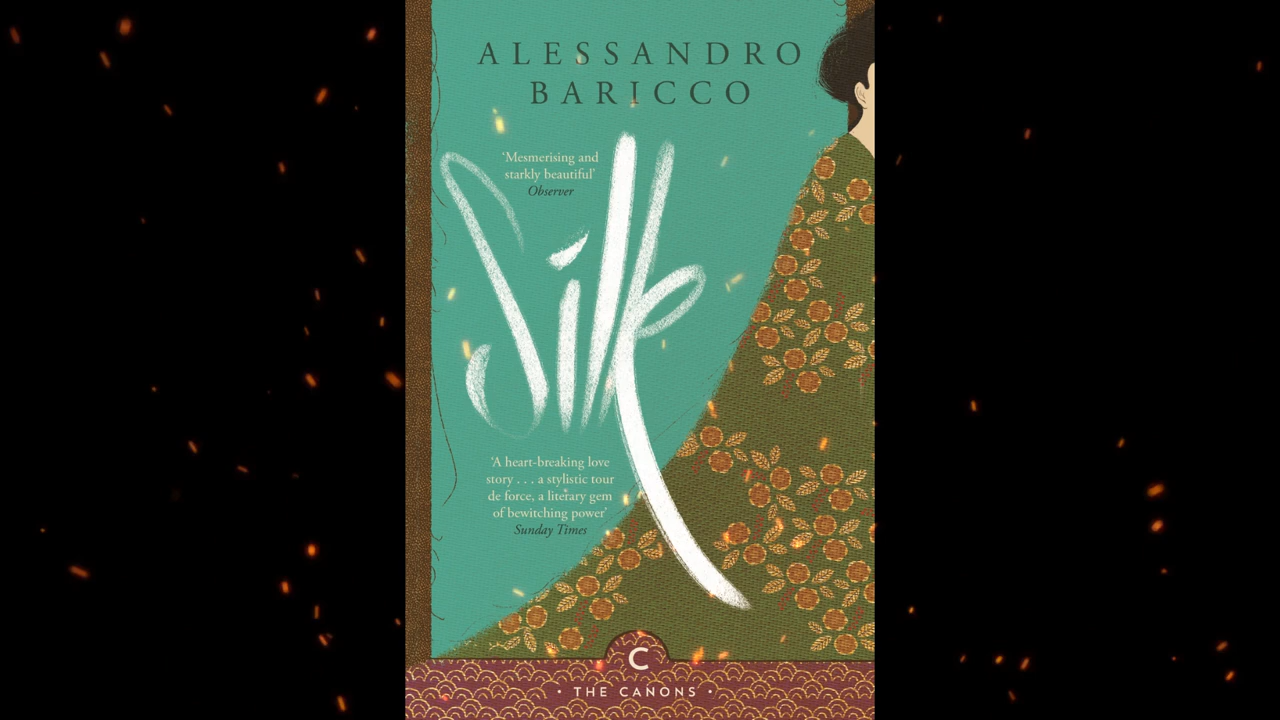 ALESSANDRO
BARICCO
‘Mesmerising and
starkly beautiful’
Observer
Silk
‘A heart-breaking love
story . . . a stylistic tour
de force, a literary gem
of bewitching power’
Sunday Times
C
• THE CANONS •